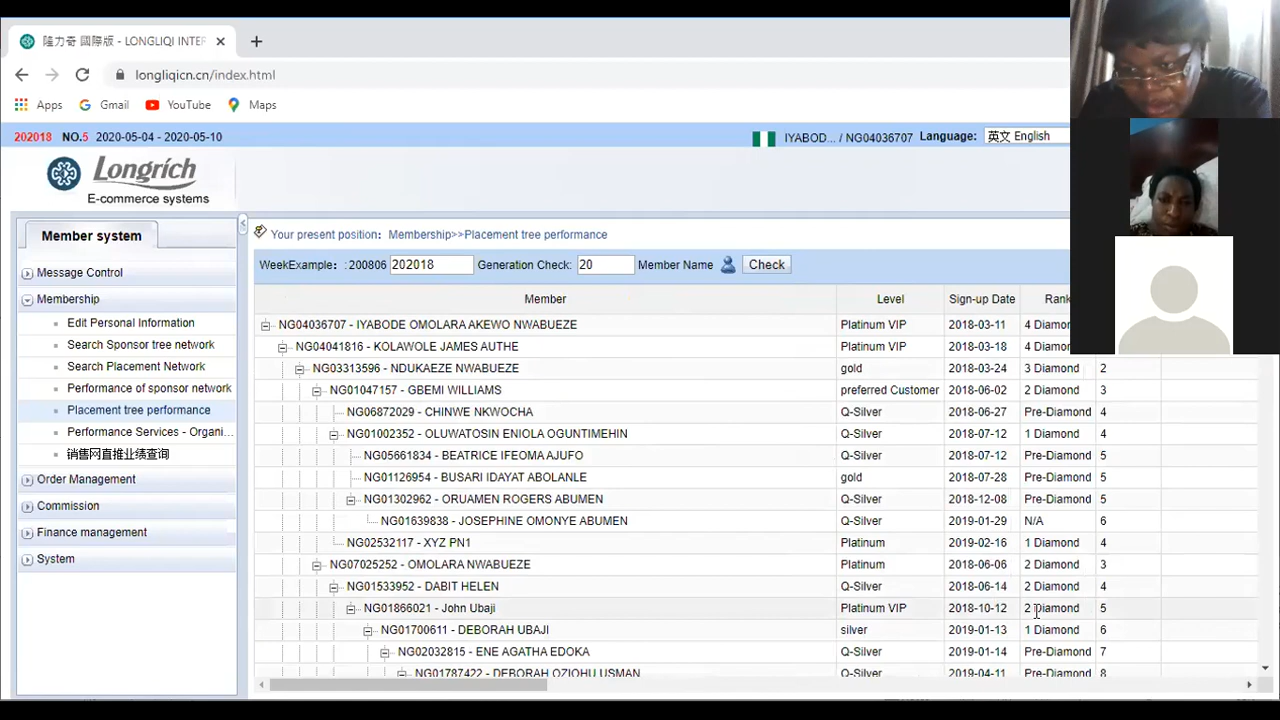 隆力奇 國際版 - LONGLIQI INTER
longliqicn.cn/index.html
Apps Gmail YouTube Maps
202018 NO.5 2020-05-04 - 2020-05-10 IYABOD... / NG04036707 Language: 英文 English
Longrích
E-commerce systems
Member system
Message Control
Membership
Edit Personal Information
Search Sponsor tree network
Search Placement Network
Performance of sponsor network
Placement tree performance
Performance Services - Organi...
销售网直推业绩查询
Order Management
Commission
Finance management
System
Your present position: Membership>>Placement tree performance
WeekExample: :200806 202018 Generation Check: 20 Member Name Check
Member Level Sign-up Date Rank
NG04036707 - IYABODE OMOLARA AKEWO NWABUEZE Platinum VIP 2018-03-11 4 Diamond
NG04041816 - KOLAWOLE JAMES AUTHE Platinum VIP 2018-03-18 4 Diamond
NG03313596 - NDUKAEZE NWABUEZE gold 2018-03-24 3 Diamond 2
NG01047157 - GBEMI WILLIAMS preferred Customer 2018-06-02 2 Diamond 3
NG06872029 - CHINWE NKWOCHA Q-Silver 2018-06-27 Pre-Diamond 4
NG01002352 - OLUWATOSIN ENIOLA OGUNTIMEHIN Q-Silver 2018-07-12 1 Diamond 4
NG05661834 - BEATRICE IFEOMA AJUFO Q-Silver 2018-07-12 Pre-Diamond 5
NG01126954 - BUSARI IDAYAT ABOLANLE gold 2018-07-28 Pre-Diamond 5
NG01302962 - ORUAMEN ROGERS ABUMEN Q-Silver 2018-12-08 Pre-Diamond 5
NG01639838 - JOSEPHINE OMONYE ABUMEN Q-Silver 2019-01-29 N/A 6
NG02532117 - XYZ PN1 Platinum 2019-02-16 1 Diamond 4
NG07025252 - OMOLARA NWABUEZE Platinum 2018-06-06 2 Diamond 3
NG01533952 - DABIT HELEN Q-Silver 2018-06-14 2 Diamond 4
NG01866021 - John Ubaji Platinum VIP 2018-10-12 2 Diamond 5
NG01700611 - DEBORAH UBAJI silver 2019-01-13 1 Diamond 6
NG02032815 - ENE AGATHA EDOKA Q-Silver 2019-01-14 Pre-Diamond 7
NG01787422 - DEBORAH OZIOHU USMAN Q-Silver 2019-04-11 Pre-Diamond 8